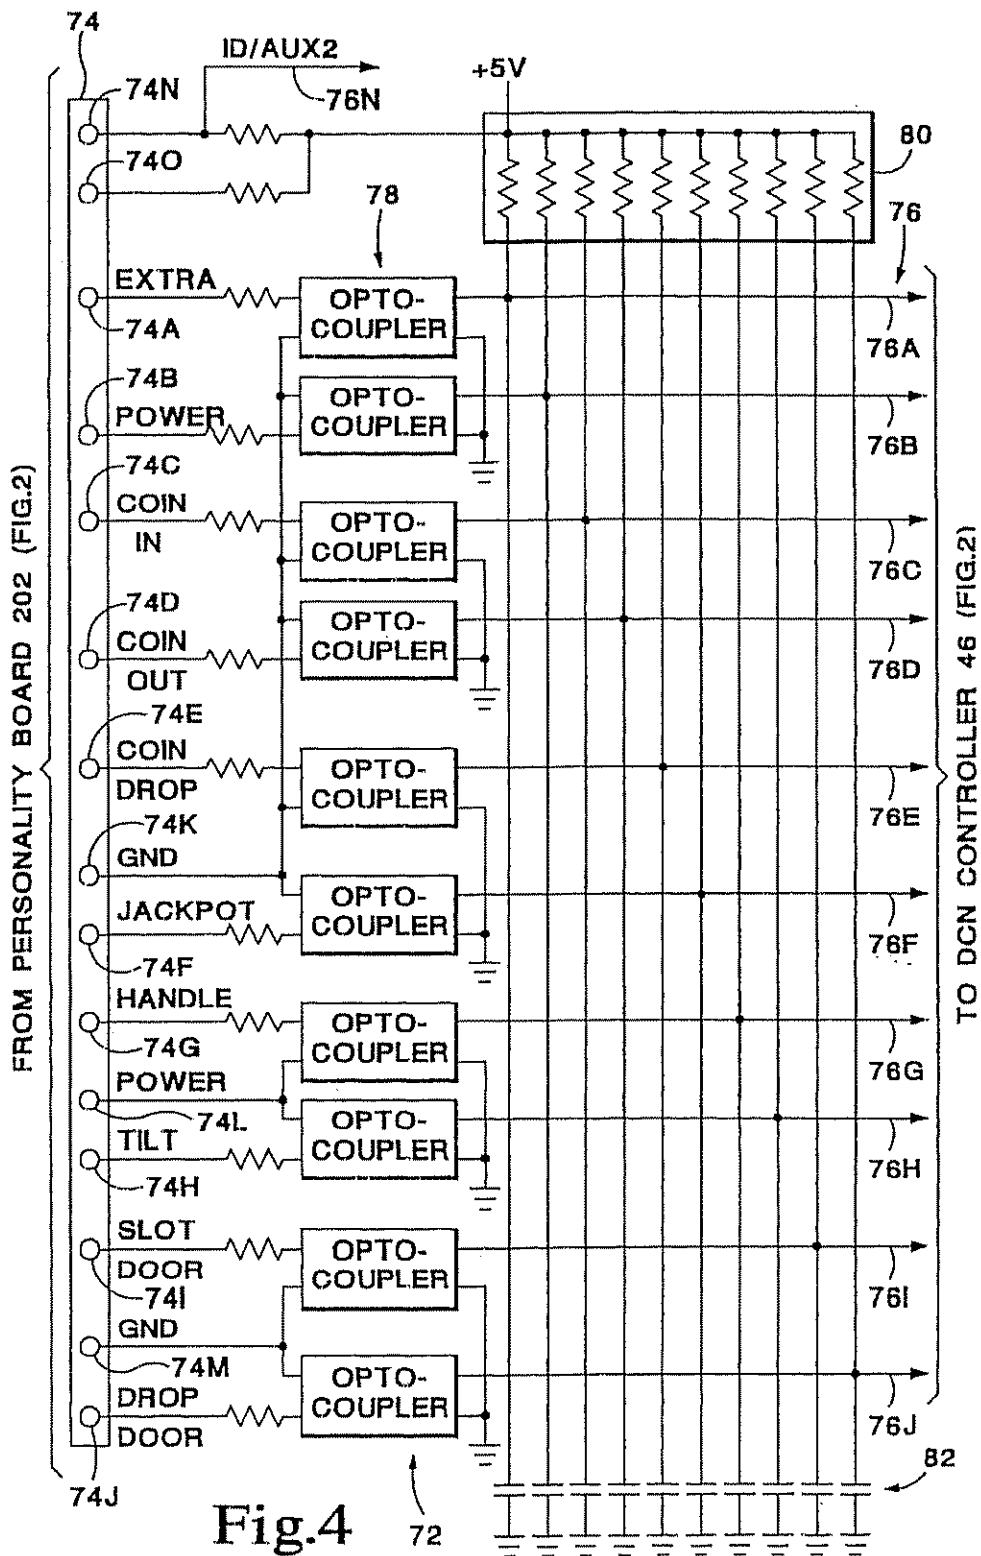 74
ID/AUX2
74N
76N
+5V
74O
80
78
76
EXTRA
OPTO-
COUPLER
74A
76A
74B
POWER
OPTO-
COUPLER
76B
74C
COIN
IN
OPTO-
COUPLER
76C
74D
COIN
OUT
OPTO-
COUPLER
76D
74E
COIN
DROP
OPTO-
COUPLER
76E
74K
GND
JACKPOT
OPTO-
COUPLER
74F
76F
HANDLE
OPTO-
COUPLER
74G
76G
POWER
74L
TILT
OPTO-
COUPLER
74H
76H
SLOT
DOOR
OPTO-
COUPLER
74I
76I
GND
74M
DROP
DOOR
OPTO-
COUPLER
76J
74J
82
72
FROM PERSONALITY BOARD 202 (FIG.2)
TO DCN CONTROLLER 46 (FIG.2)
Fig.4